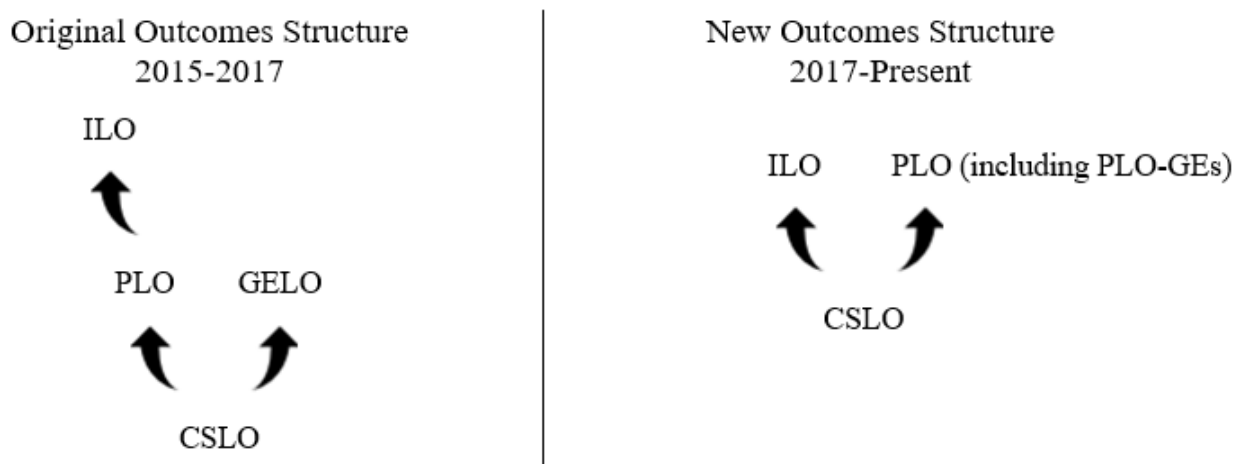 Original Outcomes Structure
2015-2017
ILO
PLO GELO
CSLO
New Outcomes Structure
2017-Present
ILO PLO (including PLO-GEs)
CSLO